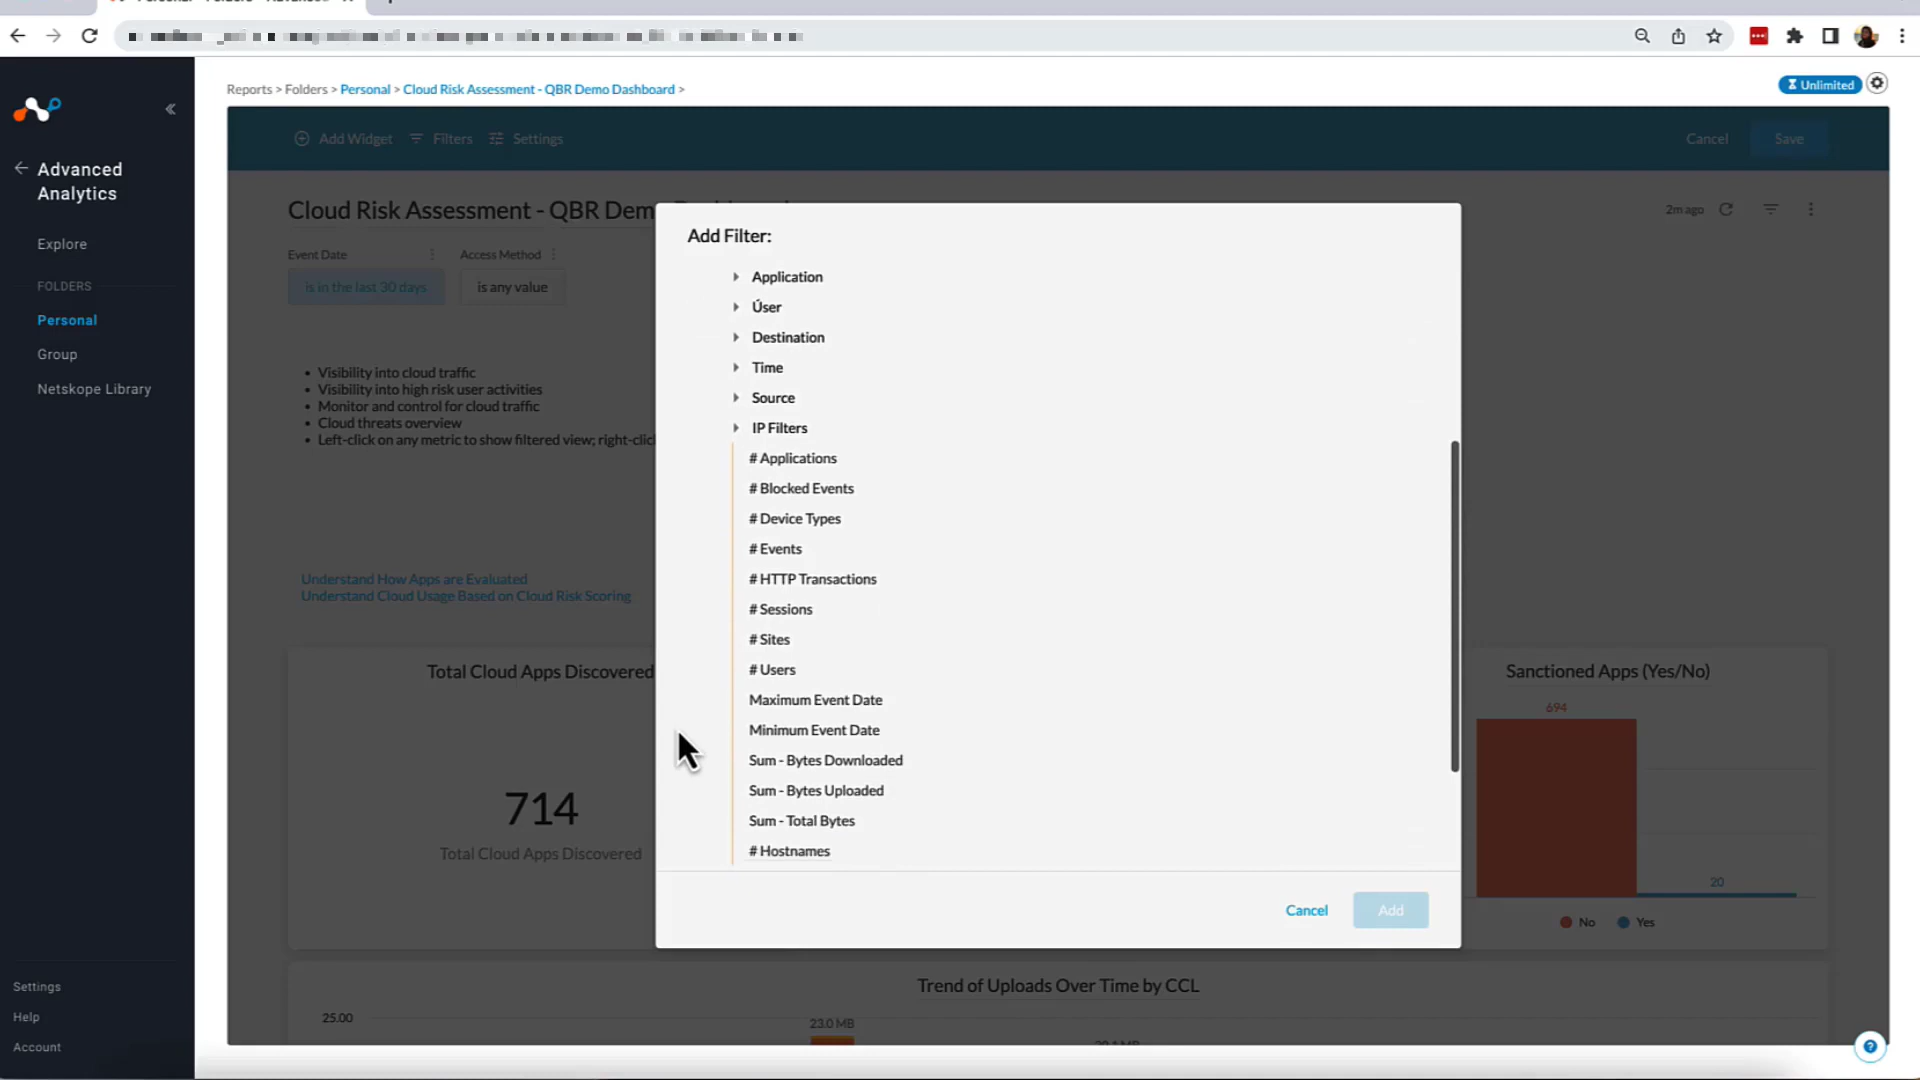 Reports > Folders > Personal > Cloud Risk Assessment - QBR Demo Dashboard >
Unlimited
Advanced
Analytics
Explore
FOLDERS
Personal
Group
Netskope Library
Settings
Help
Account
Add Widget
Filters
Settings
Cancel
Save
Cloud Risk Assessment - QBR Dem
2m ago
Event Date
Access Method
is in the last 30 days
is any value
• Visibility into cloud traffic
• Visibility into high risk user activities
• Monitor and control for cloud traffic
• Cloud threats overview
• Left-click on any metric to show filtered view; right-clic
Understand How Apps are Evaluated
Understand Cloud Usage Based on Cloud Risk Scoring
Total Cloud Apps Discovered
714
Total Cloud Apps Discovered
Add Filter:
Application
Úser
Destination
Time
Source
IP Filters
# Applications
# Blocked Events
# Device Types
# Events
# HTTP Transactions
# Sessions
# Sites
# Users
Maximum Event Date
Minimum Event Date
Sum - Bytes Downloaded
Sum - Bytes Uploaded
Sum - Total Bytes
# Hostnames
Cancel
Add
Sanctioned Apps (Yes/No)
694
20
No
Yes
Trend of Uploads Over Time by CCL
25.00
23.0 MB